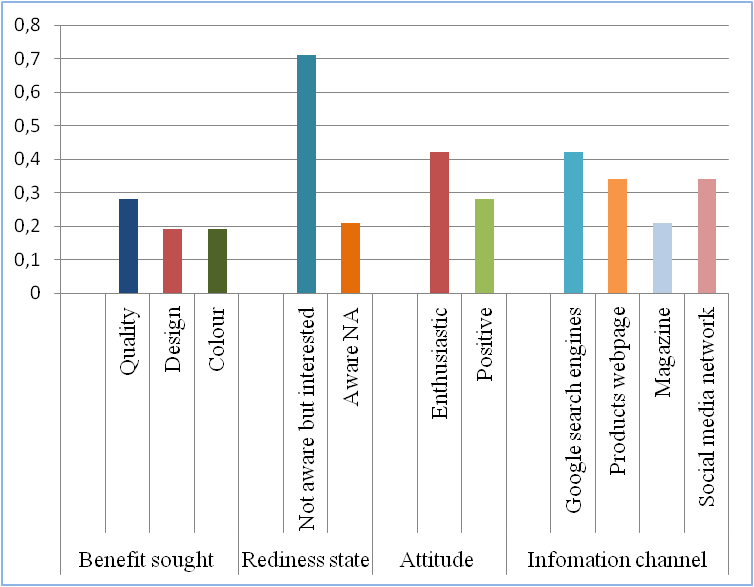 0,8
0,7
0,6
0,5
0,4
0,3
0,2
0,1
0
Quality
Design
Colour
Not aware but interested
Aware NA
Enthusiastic
Positive
Google search engines
Products webpage
Magazine
Social media network
Benefit sought
Rediness state
Attitude
Infomation channel